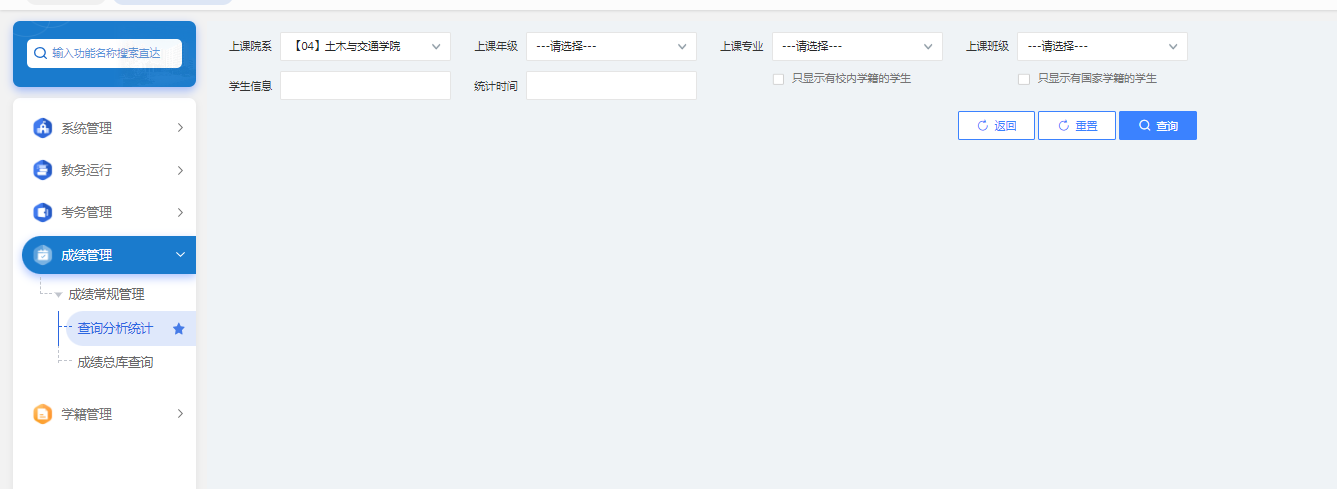 输入功能名称搜索直达
系统管理
教务运行
考务管理
成绩管理
成绩常规管理
查询分析统计
成绩总库查询
学籍管理
上课院系 【04】土木与交通学院 上课年级 ---请选择--- 上课专业 ---请选择--- 上课班级 ---请选择---
学生信息 统计时间 只显示有校内学籍的学生 只显示有国家学籍的学生
返回 重置 查询